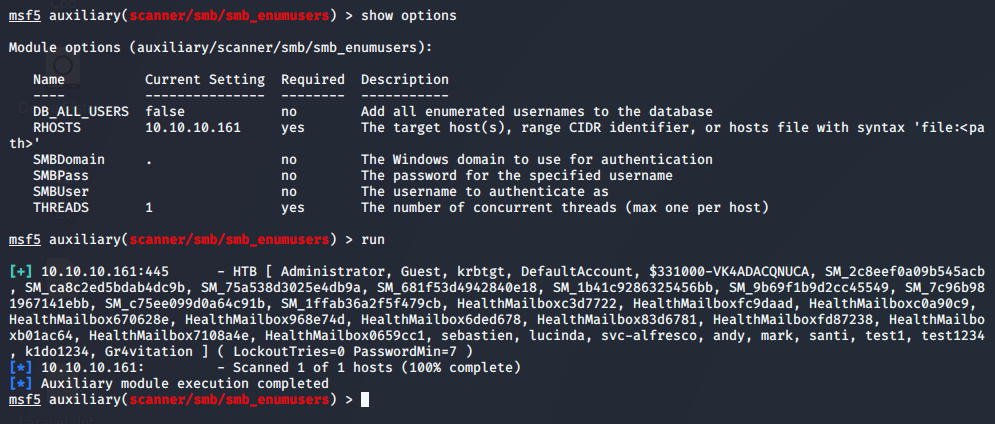 msf5 auxiliary(scanner/smb/smb_enumusers) > show options
Module options (auxiliary/scanner/smb/smb_enumusers):
Name Current Setting Required Description
---- --------------- -------- -----------
DB_ALL_USERS false no Add all enumerated usernames to the database
RHOSTS 10.10.10.161 yes The target host(s), range CIDR identifier, or hosts file with syntax 'file:<pa
th>'
SMBDomain . no The Windows domain to use for authentication
SMBPass no The password for the specified username
SMBUser no The username to authenticate as
THREADS 1 yes The number of concurrent threads (max one per host)
msf5 auxiliary(scanner/smb/smb_enumusers) > run
[+] 10.10.10.161:445 - HTB [ Administrator, Guest, krbtgt, DefaultAccount, $331000-VK4ADACQNUCA, SM_2c8eef0a09b545acb
, SM_ca8c2ed5bdab4dc9b, SM_75a538d3025e4db9a, SM_681f53d4942840e18, SM_1b41c9286325456bb, SM_9b69f1b9d2cc45549, SM_7c96b98
1967141ebb, SM_c75ee099d0a64c91b, SM_1ffab36a2f5f479cb, HealthMailboxc3d7722, HealthMailboxfc9daad, HealthMailboxc0a90c9,
HealthMailbox670628e, HealthMailbox968e74d, HealthMailbox6ded678, HealthMailbox83d6781, HealthMailboxfd87238, HealthMailbo
xb01ac64, HealthMailbox7108a4e, HealthMailbox0659cc1, sebastien, lucinda, svc-alfresco, andy, mark, santi, test1, test1234
, k1do1234, Gr4vitation ] ( LockoutTries=0 PasswordMin=7 )
[*] 10.10.10.161: - Scanned 1 of 1 hosts (100% complete)
[*] Auxiliary module execution completed
msf5 auxiliary(scanner/smb/smb_enumusers) >